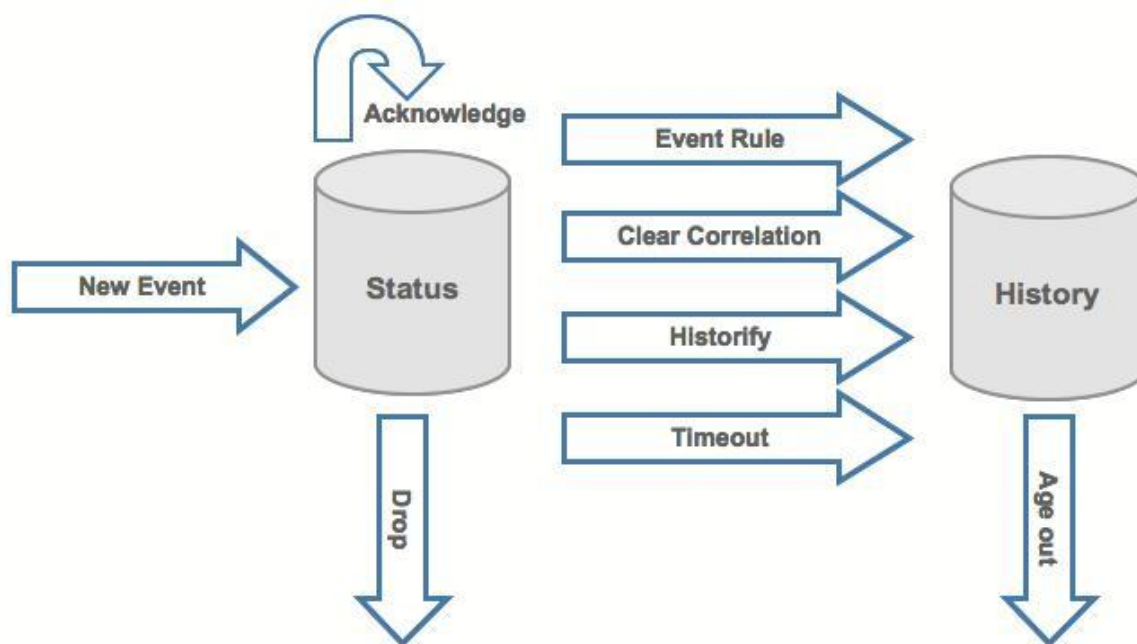 Acknowledge
Event Rule
Clear Correlation
New Event
Status
History
Historify
Timeout
Drop
Age out